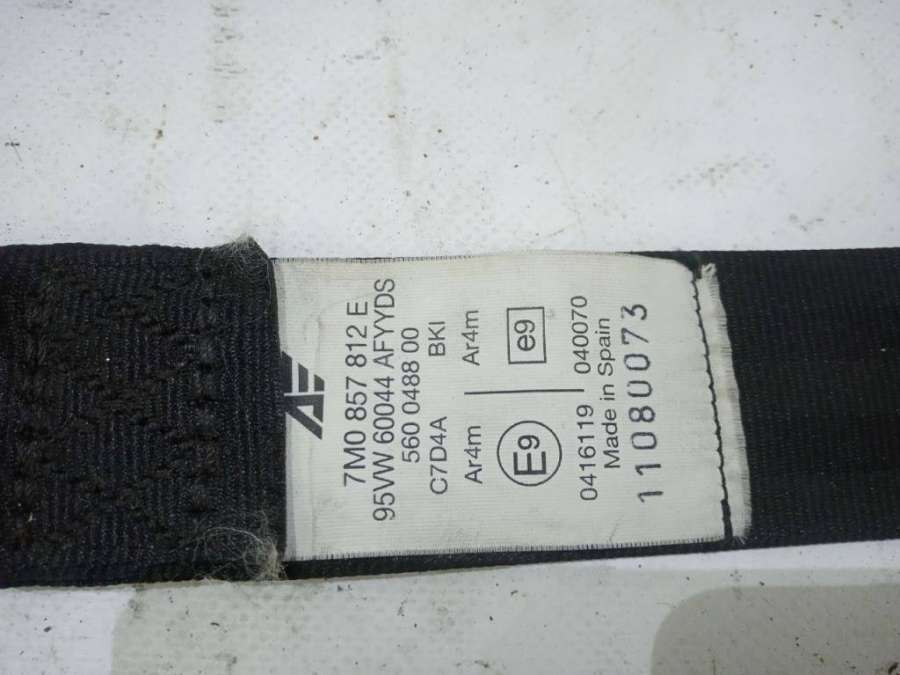 AF
7M0 857 812 E
95VW 60044 AFYYDS
560 0488 00
C7D4A BKI
Ar4m Ar4m
E9 e9
0416119 040070
Made in Spain
11080073